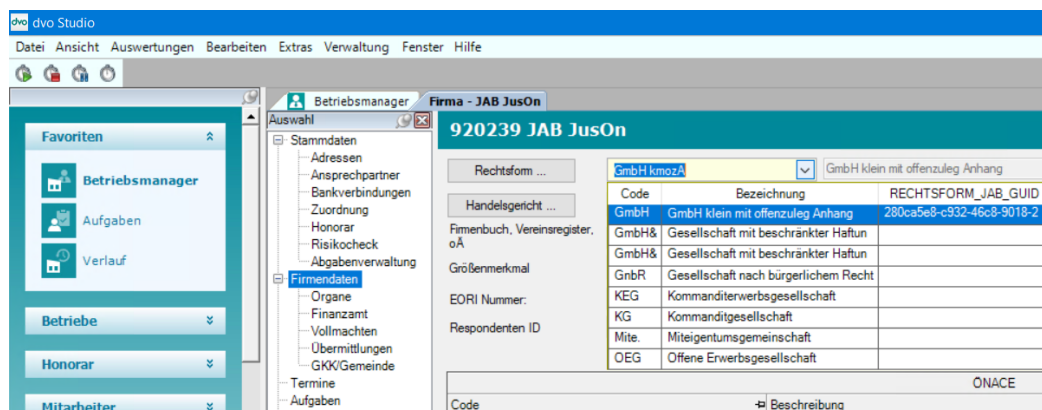 dvo dvo Studio
Datei Ansicht Auswertungen Bearbeiten Extras Verwaltung Fenster Hilfe
Betriebsmanager Firma - JAB JusOn
Auswahl
Favoriten
Betriebsmanager
Aufgaben
Verlauf
Betriebe
Honorar
Mitarbeiter
Stammdaten
Adressen
Ansprechpartner
Bankverbindungen
Zuordnung
Honorar
Risikocheck
Abgabenverwaltung
Firmendaten
Organe
Finanzamt
Vollmachten
Übermittlungen
GKK/Gemeinde
Termine
Aufgaben
920239 JAB JusOn
Rechtsform ... GmbH kmozA GmbH klein mit offenzuleg Anhang
Handelsgericht ...
Firmenbuch, Vereinsregister,
oÄ
Größenmerkmal
EORI Nummer:
Respondenten ID
Code Bezeichnung RECHTSFORM_JAB_GUID
GmbH GmbH klein mit offenzuleg Anhang 280ca5e8-c932-46c8-9018-2
GmbH& Gesellschaft mit beschränkter Haftun
GmbH& Gesellschaft mit beschränkter Haftun
GnbR Gesellschaft nach bürgerlichem Recht
KEG Kommanditerwerbsgesellschaft
KG Kommanditgesellschaft
Mite. Miteigentumsgemeinschaft
OEG Offene Erwerbsgesellschaft
ÖNACE
Code Beschreibung